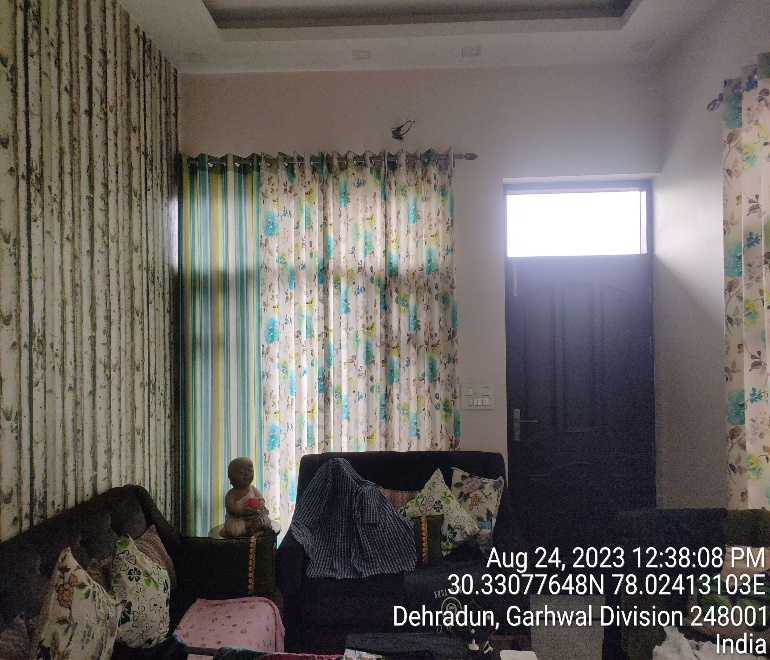 Aug 24, 2023 12:38:08 PM
30.33077648N 78.02413103E
Dehradun, Garhwal Division 248001
India